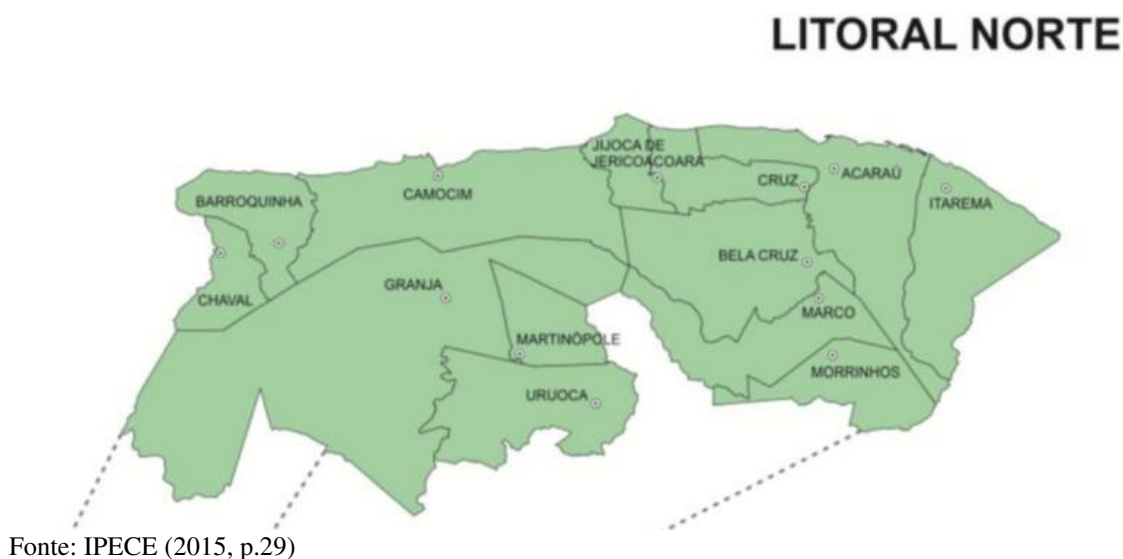 LITORAL NORTE
JIJOCA DE
JERICOACOARA
ACARAÚ
CRUZ
CAMOCIM
BARROQUINHA
ITAREMA
BELA CRUZ
GRANJA
CHAVAL
MARCO
MARTINÓPOLE
MORRINHOS
URUOCA
Fonte: IPECE (2015, p.29)